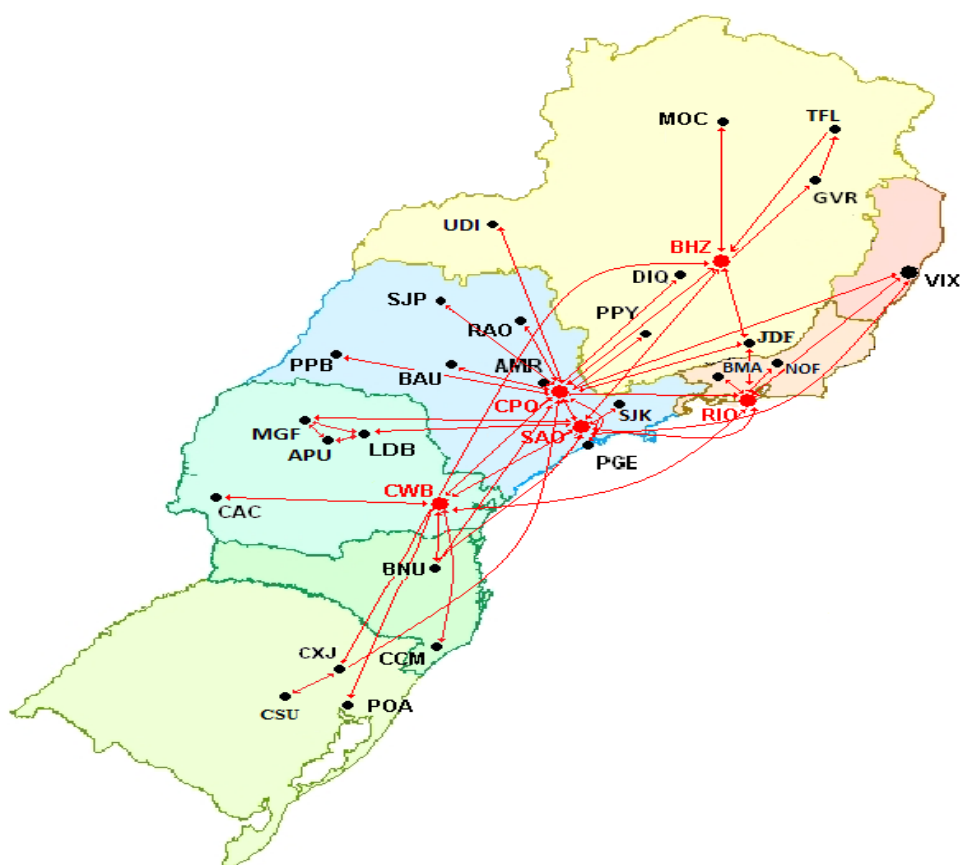 MOC
TFL
GVR
UDI
BHZ
DIQ
VIX
SJP
RAO
PPY
JDF
PPB
BAU
AMR
BMA
NOF
CPQ
SJK
RIO
MGF
APU
LDB
SAO
PGE
CWB
CAC
BNU
CXJ
CCM
CSU
POA